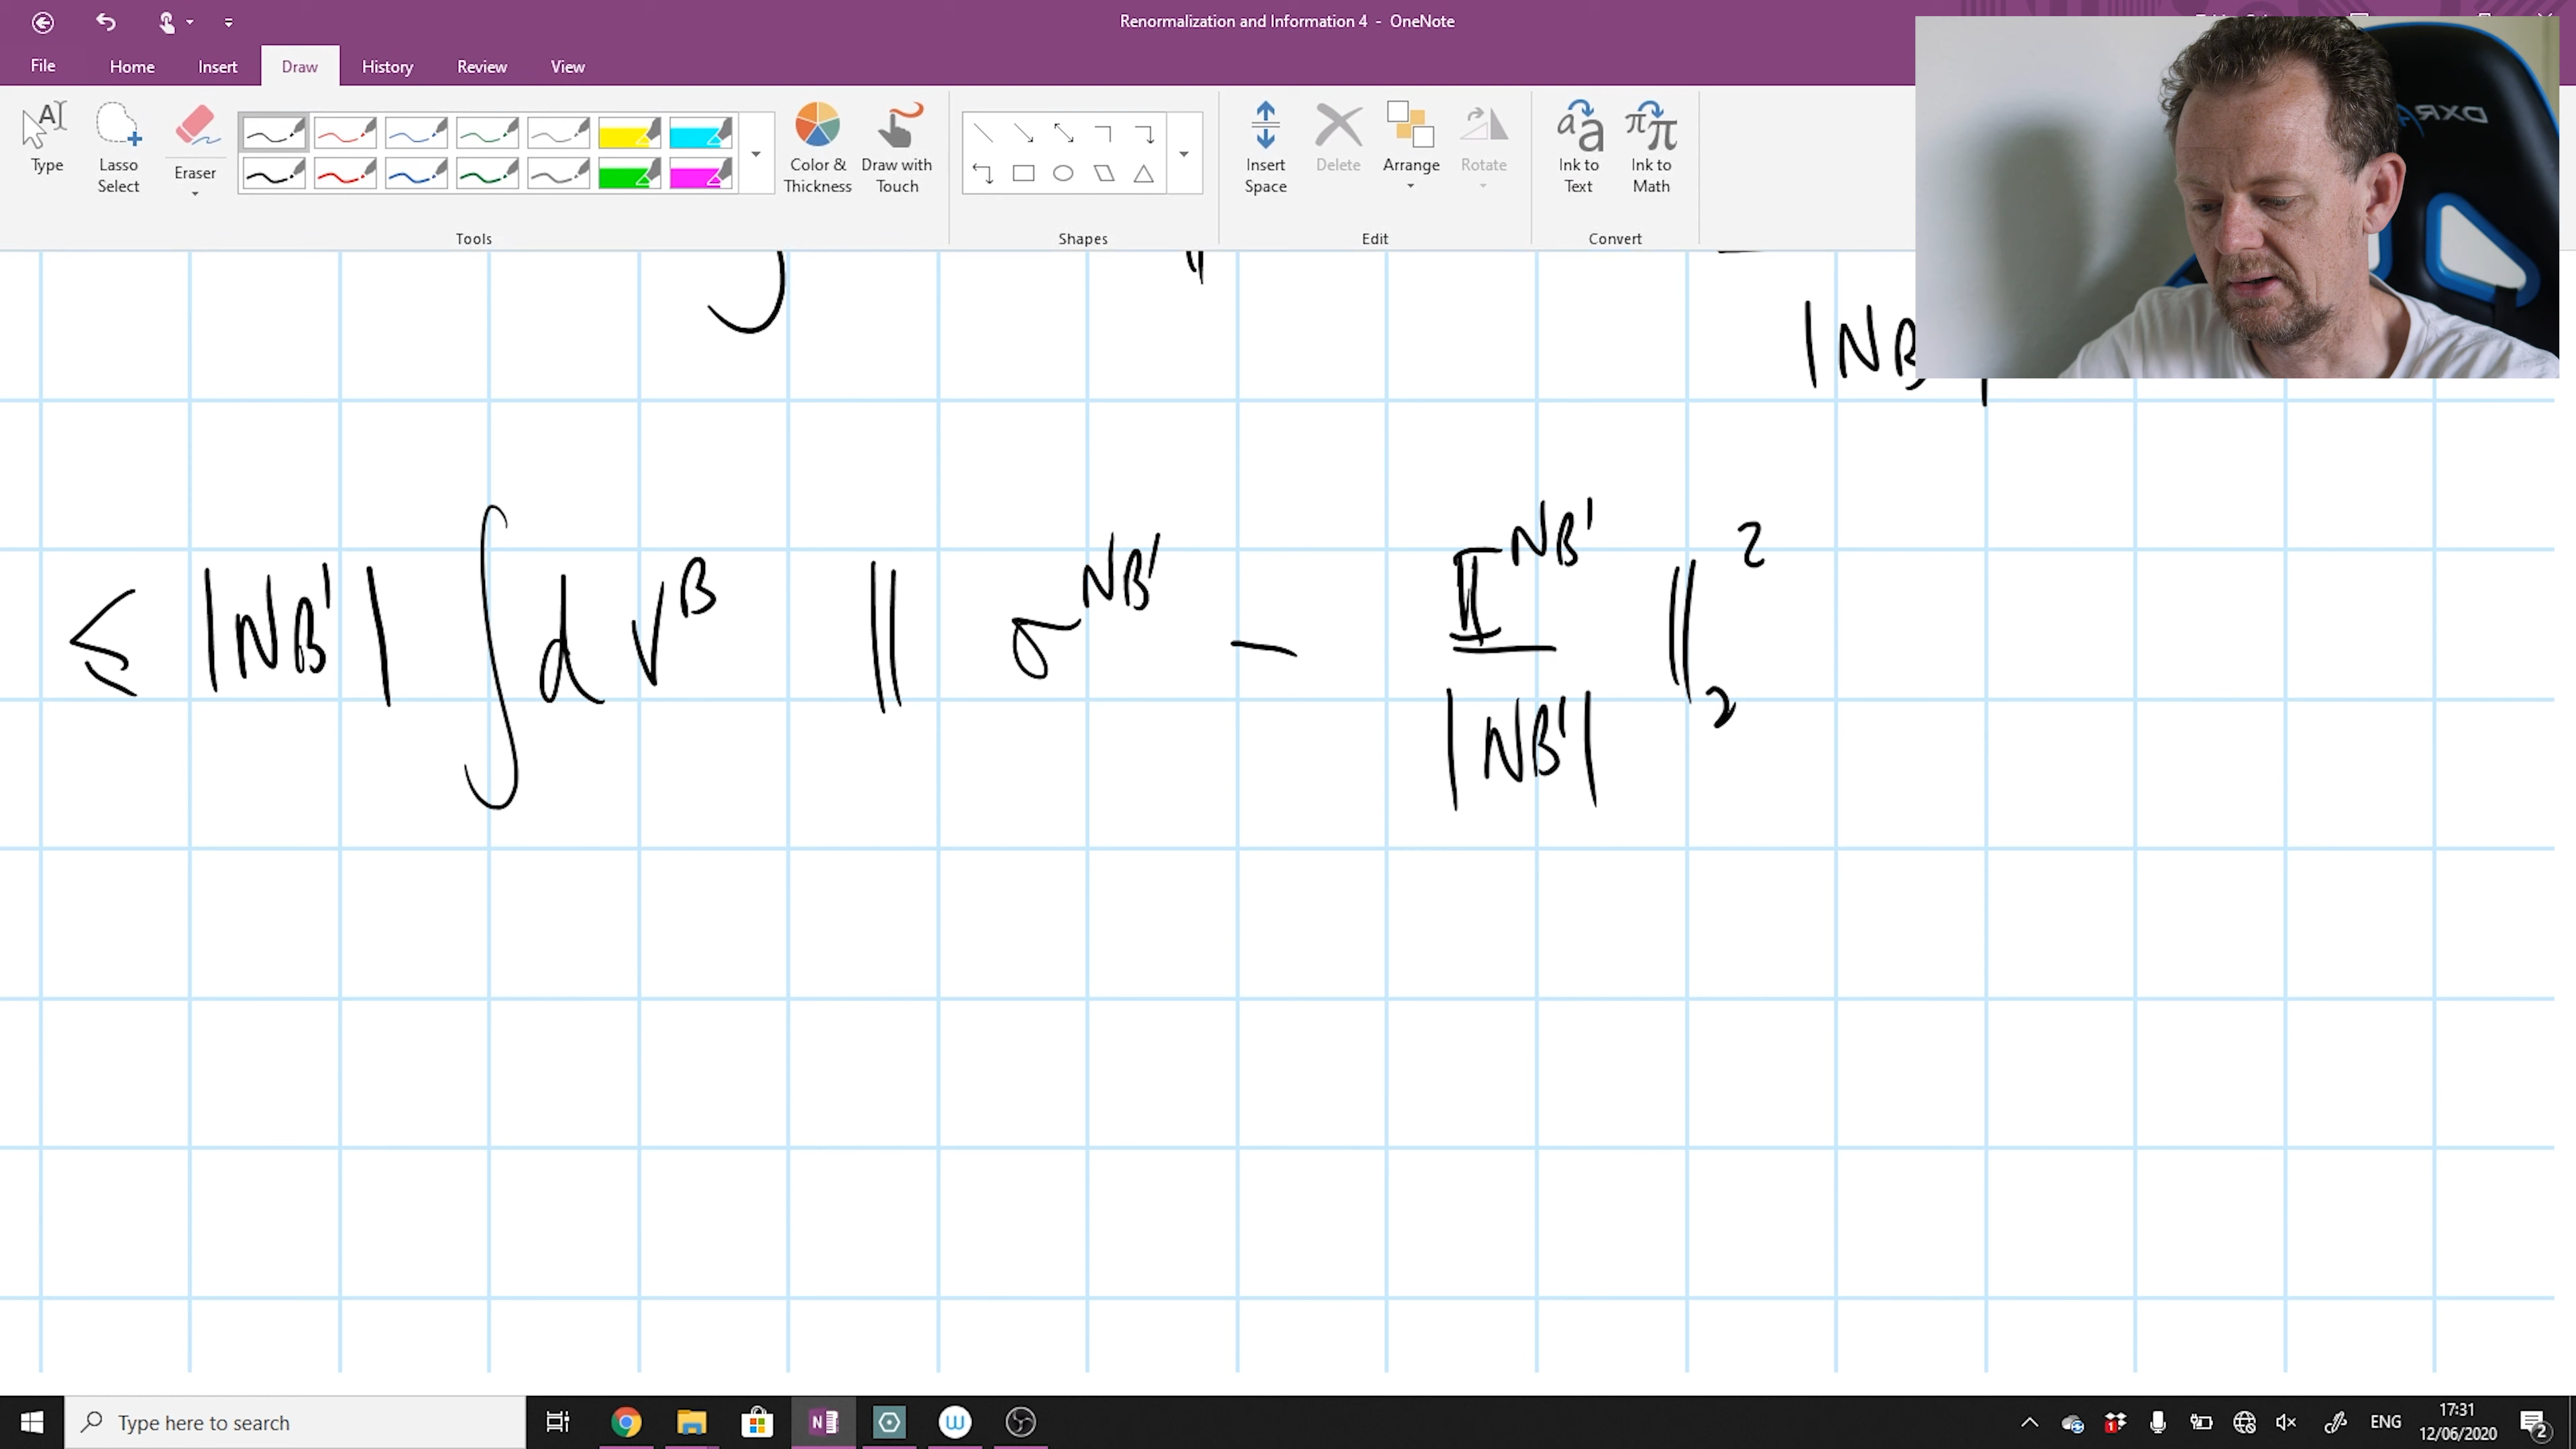 Renormalization and Information 4 - OneNote
File Home Insert Draw History Review View
Type
Lasso Select
Eraser
Color & Thickness
Draw with Touch
Insert Space
Delete
Arrange
Rotate
Ink to Text
Ink to Math
Tools Shapes Edit Convert
DXRA
|NB
≤ |NB'| ∫ d V^B || σ^{NB'} - 𝕀^{NB'} / |NB'| ||_2^2
Type here to search
ENG
17:31
12/06/2020
2